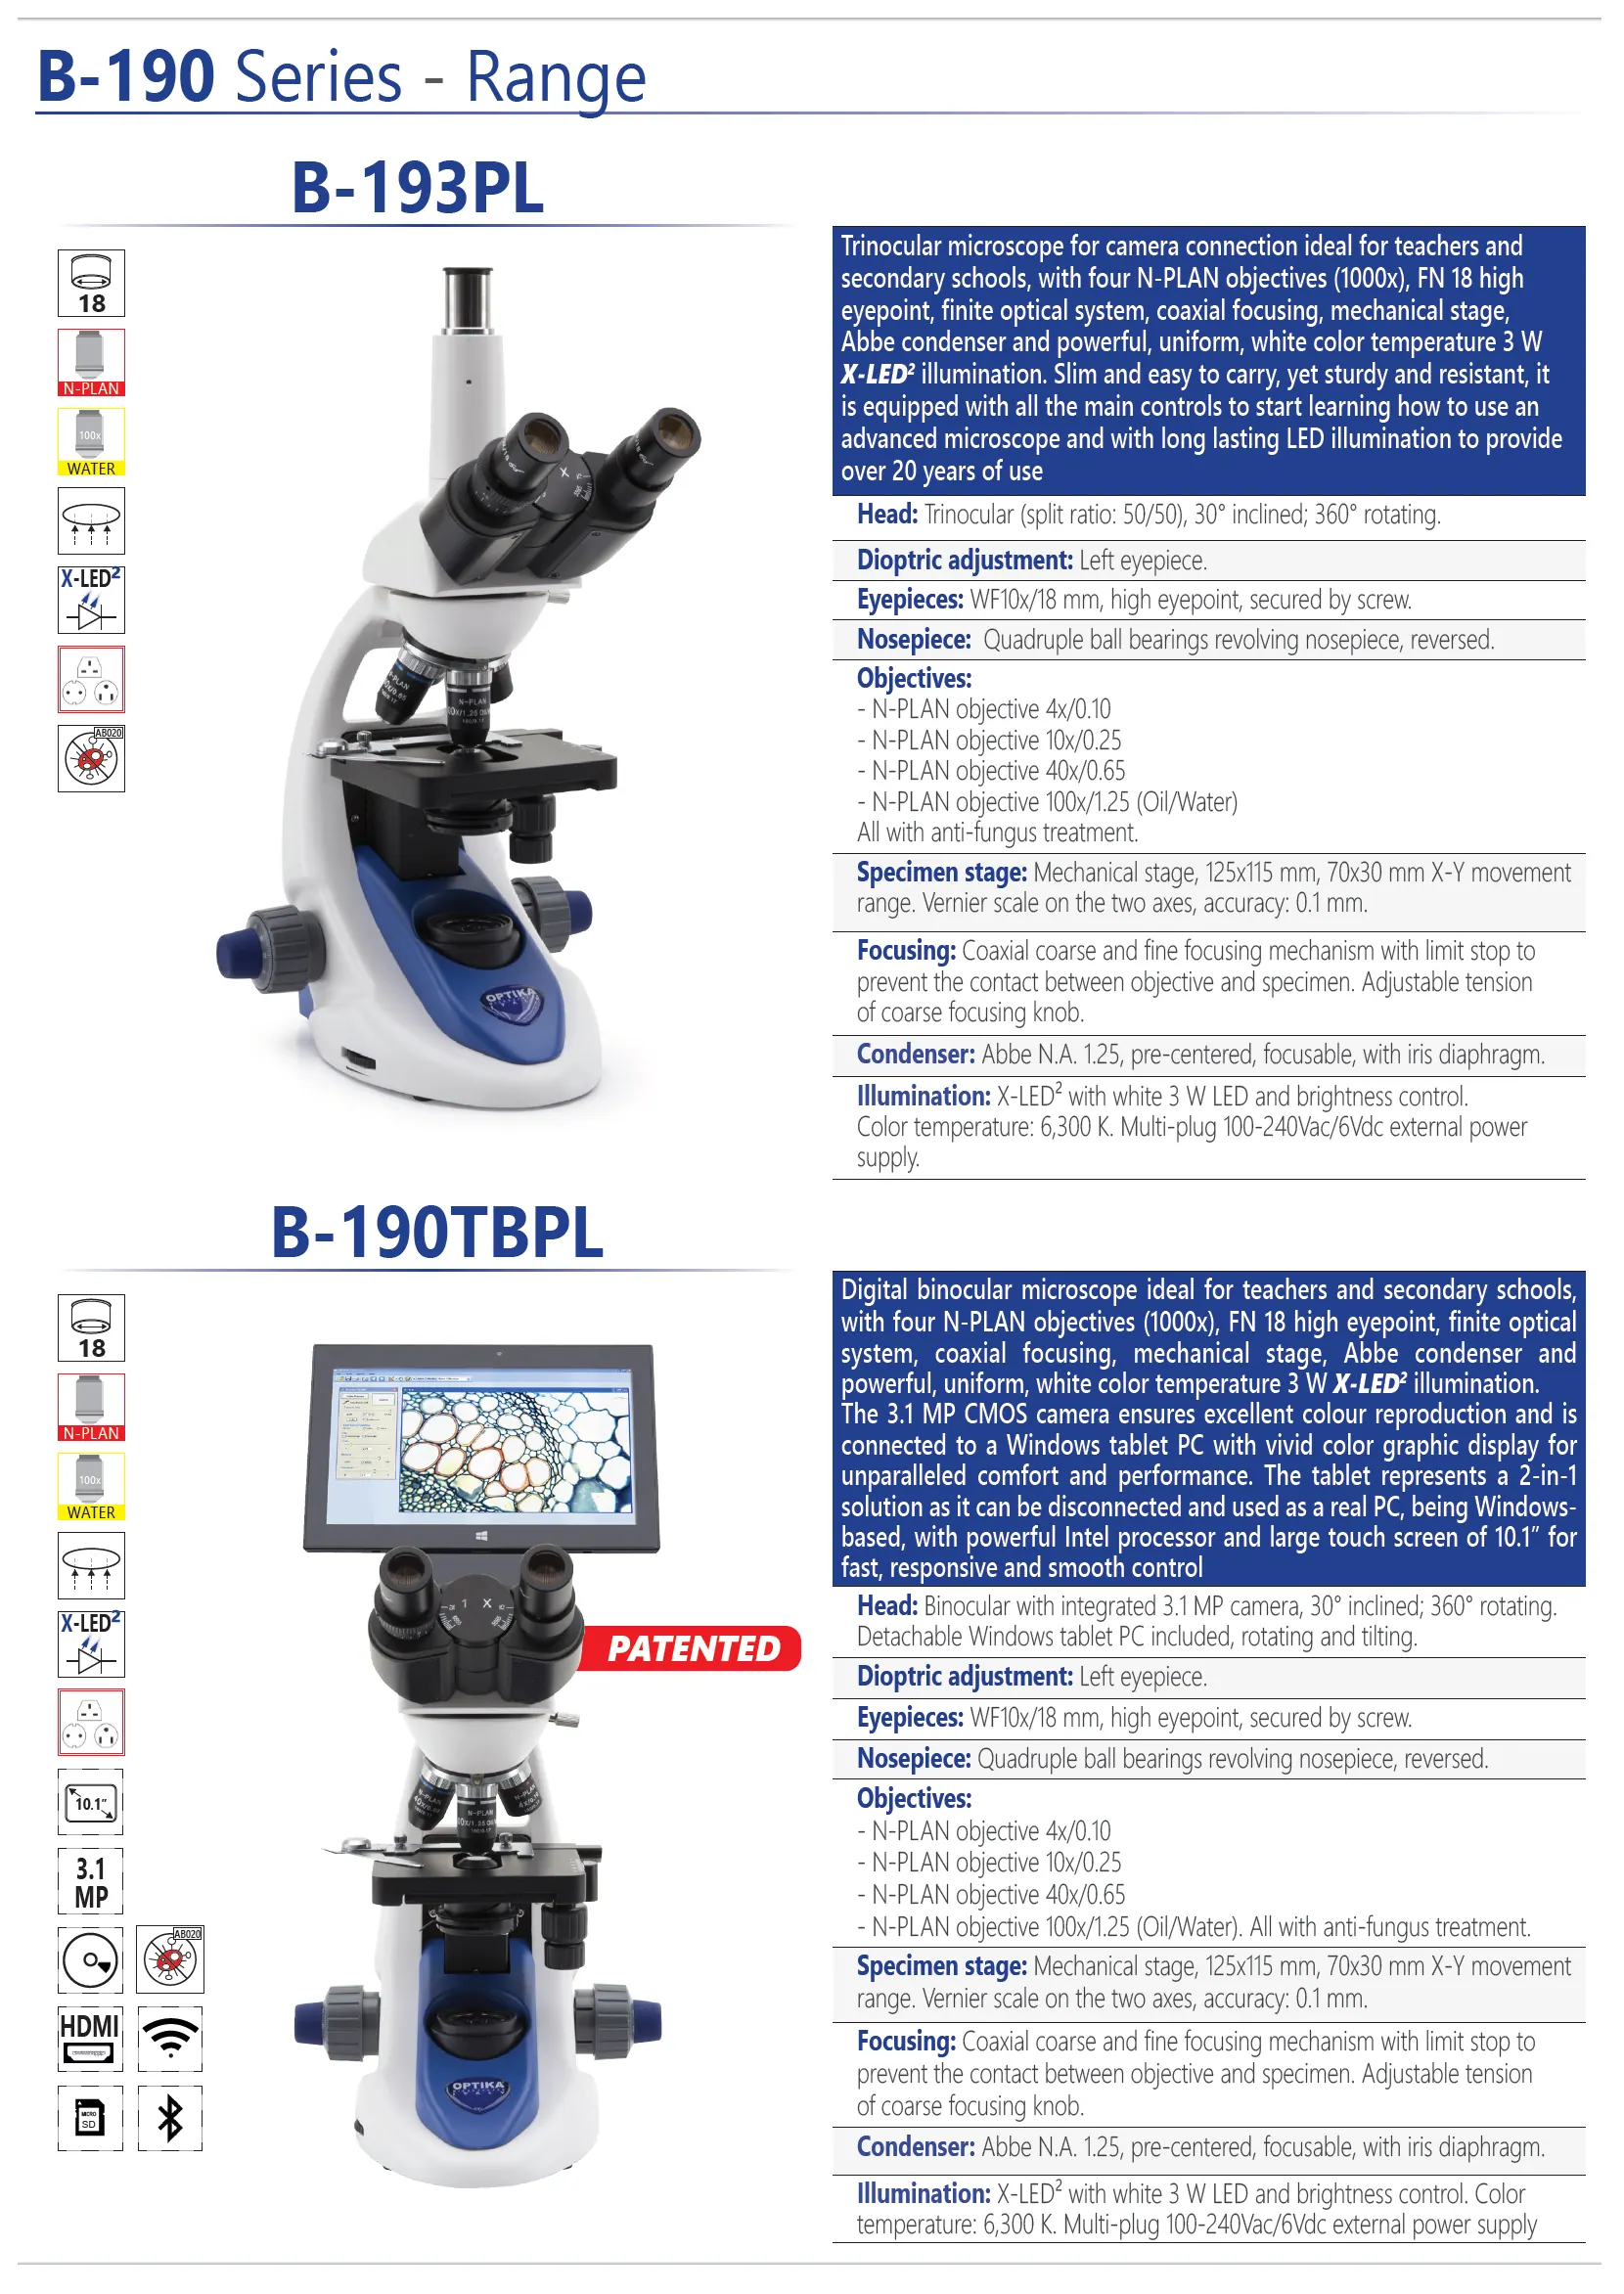 B-190 Series - Range
B-193PL
18
N-PLAN
100x
WATER
X-LED²
AB020
OPTIKA
Trinocular microscope for camera connection ideal for teachers and
secondary schools, with four N-PLAN objectives (1000x), FN 18 high
eyepoint, finite optical system, coaxial focusing, mechanical stage,
Abbe condenser and powerful, uniform, white color temperature 3 W
X-LED² illumination. Slim and easy to carry, yet sturdy and resistant, it
is equipped with all the main controls to start learning how to use an
advanced microscope and with long lasting LED illumination to provide
over 20 years of use
Head: Trinocular (split ratio: 50/50), 30° inclined; 360° rotating.
Dioptric adjustment: Left eyepiece.
Eyepieces: WF10x/18 mm, high eyepoint, secured by screw.
Nosepiece: Quadruple ball bearings revolving nosepiece, reversed.
Objectives:
- N-PLAN objective 4x/0.10
- N-PLAN objective 10x/0.25
- N-PLAN objective 40x/0.65
- N-PLAN objective 100x/1.25 (Oil/Water)
All with anti-fungus treatment.
Specimen stage: Mechanical stage, 125x115 mm, 70x30 mm X-Y movement
range. Vernier scale on the two axes, accuracy: 0.1 mm.
Focusing: Coaxial coarse and fine focusing mechanism with limit stop to
prevent the contact between objective and specimen. Adjustable tension
of coarse focusing knob.
Condenser: Abbe N.A. 1.25, pre-centered, focusable, with iris diaphragm.
Illumination: X-LED² with white 3 W LED and brightness control.
Color temperature: 6,300 K. Multi-plug 100-240Vac/6Vdc external power
supply.
B-190TBPL
18
N-PLAN
100x
WATER
X-LED²
10.1"
3.1
MP
AB020
HDMI
MICRO
SD
PATENTED
N-PLAN
OPTIKA
Digital binocular microscope ideal for teachers and secondary schools,
with four N-PLAN objectives (1000x), FN 18 high eyepoint, finite optical
system, coaxial focusing, mechanical stage, Abbe condenser and
powerful, uniform, white color temperature 3 W X-LED² illumination.
The 3.1 MP CMOS camera ensures excellent colour reproduction and is
connected to a Windows tablet PC with vivid color graphic display for
unparalleled comfort and performance. The tablet represents a 2-in-1
solution as it can be disconnected and used as a real PC, being Windows-
based, with powerful Intel processor and large touch screen of 10.1” for
fast, responsive and smooth control
Head: Binocular with integrated 3.1 MP camera, 30° inclined; 360° rotating.
Detachable Windows tablet PC included, rotating and tilting.
Dioptric adjustment: Left eyepiece.
Eyepieces: WF10x/18 mm, high eyepoint, secured by screw.
Nosepiece: Quadruple ball bearings revolving nosepiece, reversed.
Objectives:
- N-PLAN objective 4x/0.10
- N-PLAN objective 10x/0.25
- N-PLAN objective 40x/0.65
- N-PLAN objective 100x/1.25 (Oil/Water). All with anti-fungus treatment.
Specimen stage: Mechanical stage, 125x115 mm, 70x30 mm X-Y movement
range. Vernier scale on the two axes, accuracy: 0.1 mm.
Focusing: Coaxial coarse and fine focusing mechanism with limit stop to
prevent the contact between objective and specimen. Adjustable tension
of coarse focusing knob.
Condenser: Abbe N.A. 1.25, pre-centered, focusable, with iris diaphragm.
Illumination: X-LED² with white 3 W LED and brightness control. Color
temperature: 6,300 K. Multi-plug 100-240Vac/6Vdc external power supply